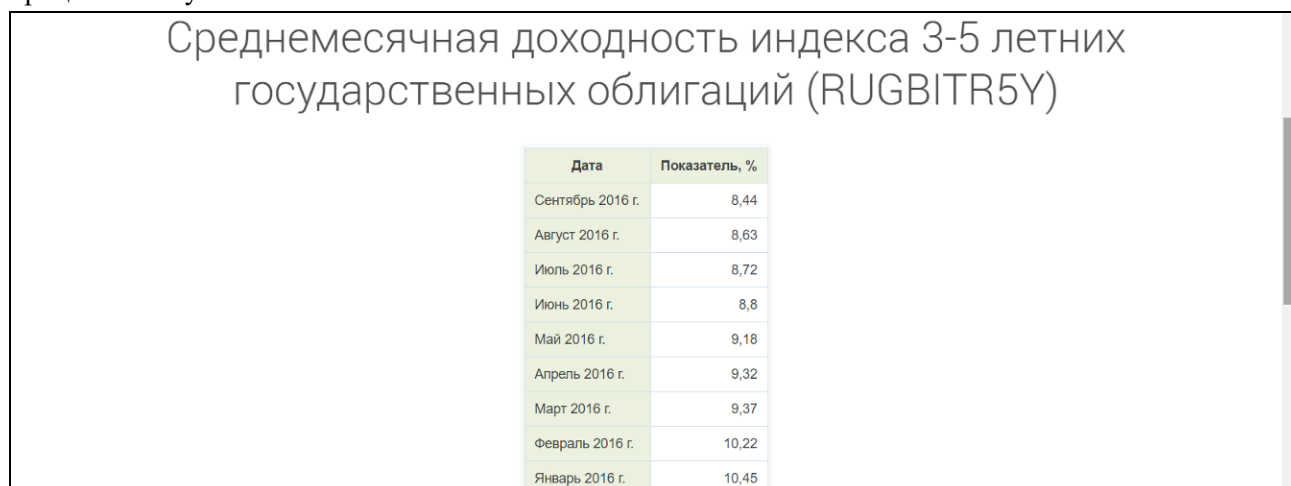 Среднемесячная доходность индекса 3-5 летних
государственных облигаций (RUGBITR5Y)
Дата Показатель, %
Сентябрь 2016 г. 8,44
Август 2016 г. 8,63
Июль 2016 г. 8,72
Июнь 2016 г. 8,8
Май 2016 г. 9,18
Апрель 2016 г. 9,32
Март 2016 г. 9,37
Февраль 2016 г. 10,22
Январь 2016 г. 10,45